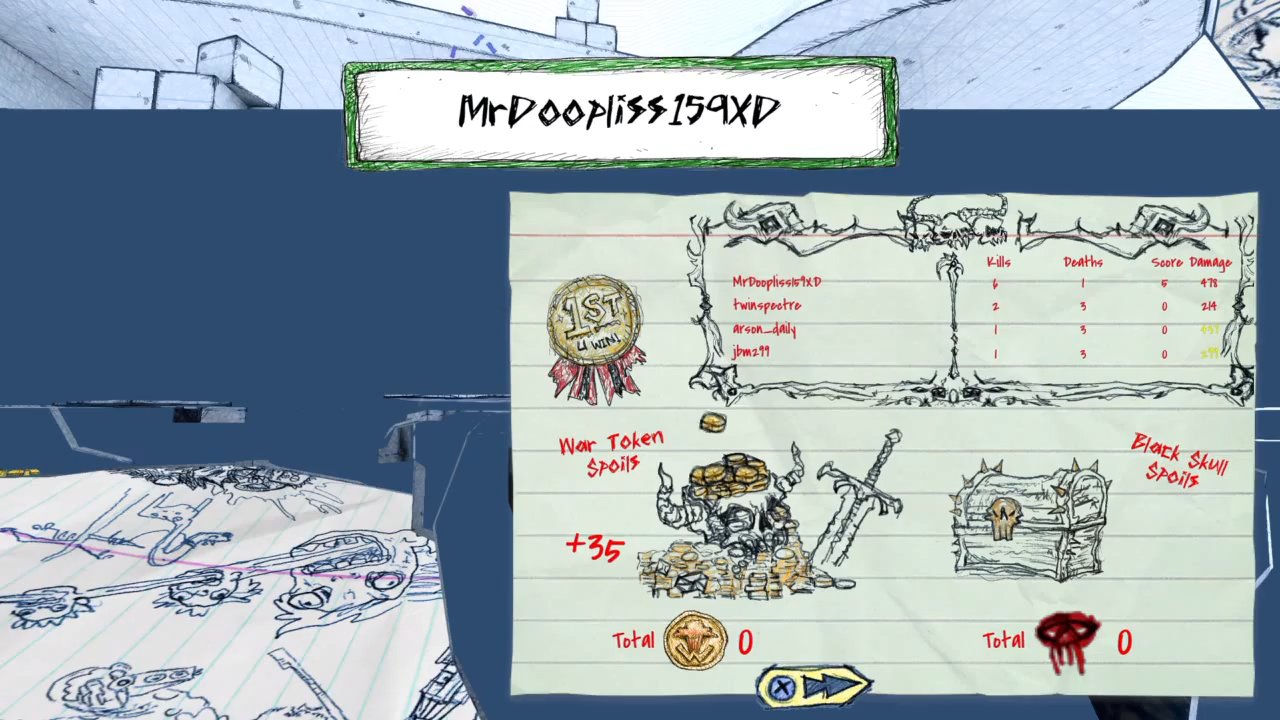 MrDoopliss159XD
Kills Deaths Score Damage
MrDoopliss159XD 6 1 5 478
twinspectre 2 3 0 214
arson_daily 1 3 0
jbm299 1 3 0
1ST
U WIN!
War Token
Spoils
Black Skull
Spoils
+35
Total 0
Total 0
X